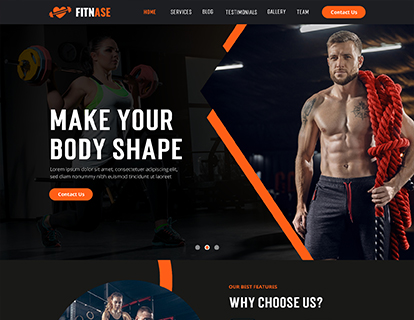 FITNASE
HOME SERVICES BLOG TESTIMONIALS GALLERY TEAM Contact Us
MAKE YOUR
BODY SHAPE
Lorem ipsum dolor sit amet, consectetuer adipiscing elit,
sed diam nonummy nibh euismod tincidunt ut laoreet
Contact Us
OUR BEST FEATURES
WHY CHOOSE US?